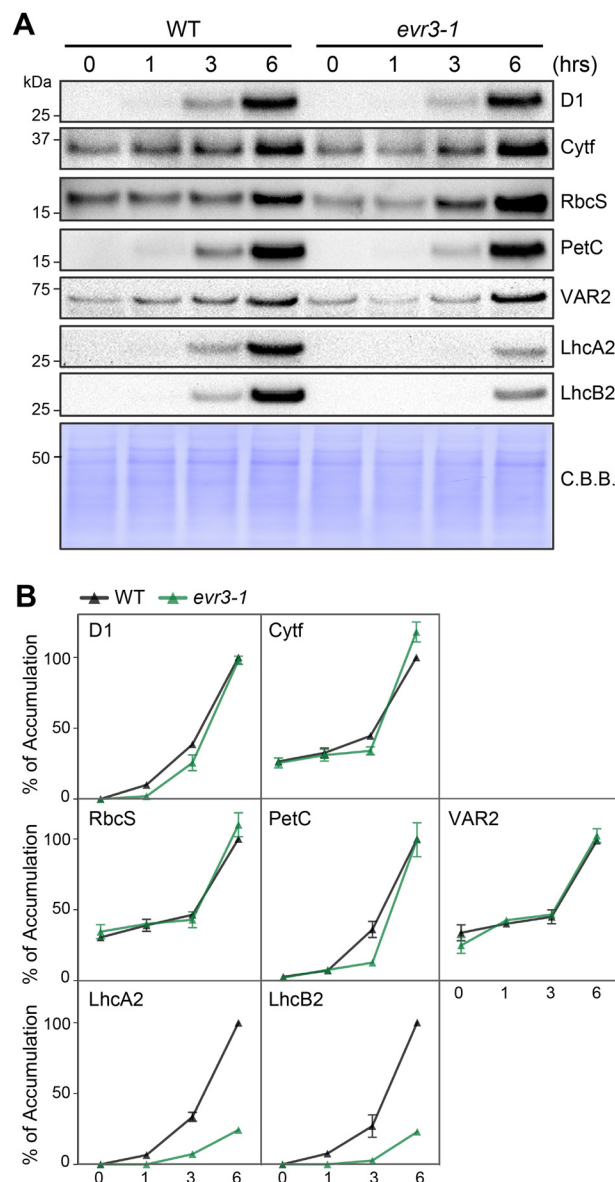 A
WT evr3-1
0 1 3 6 0 1 3 6 (hrs)
kDa
25 D1
37 Cytf
15 RbcS
15 PetC
75 VAR2
25 LhcA2
25 LhcB2
50 C.B.B.
B WT evr3-1
D1 Cytf
% of Accumulation
100
50
0
RbcS PetC VAR2
% of Accumulation
100
50
0
0 1 3 6
LhcA2 LhcB2
% of Accumulation
100
50
0
0 1 3 6 0 1 3 6